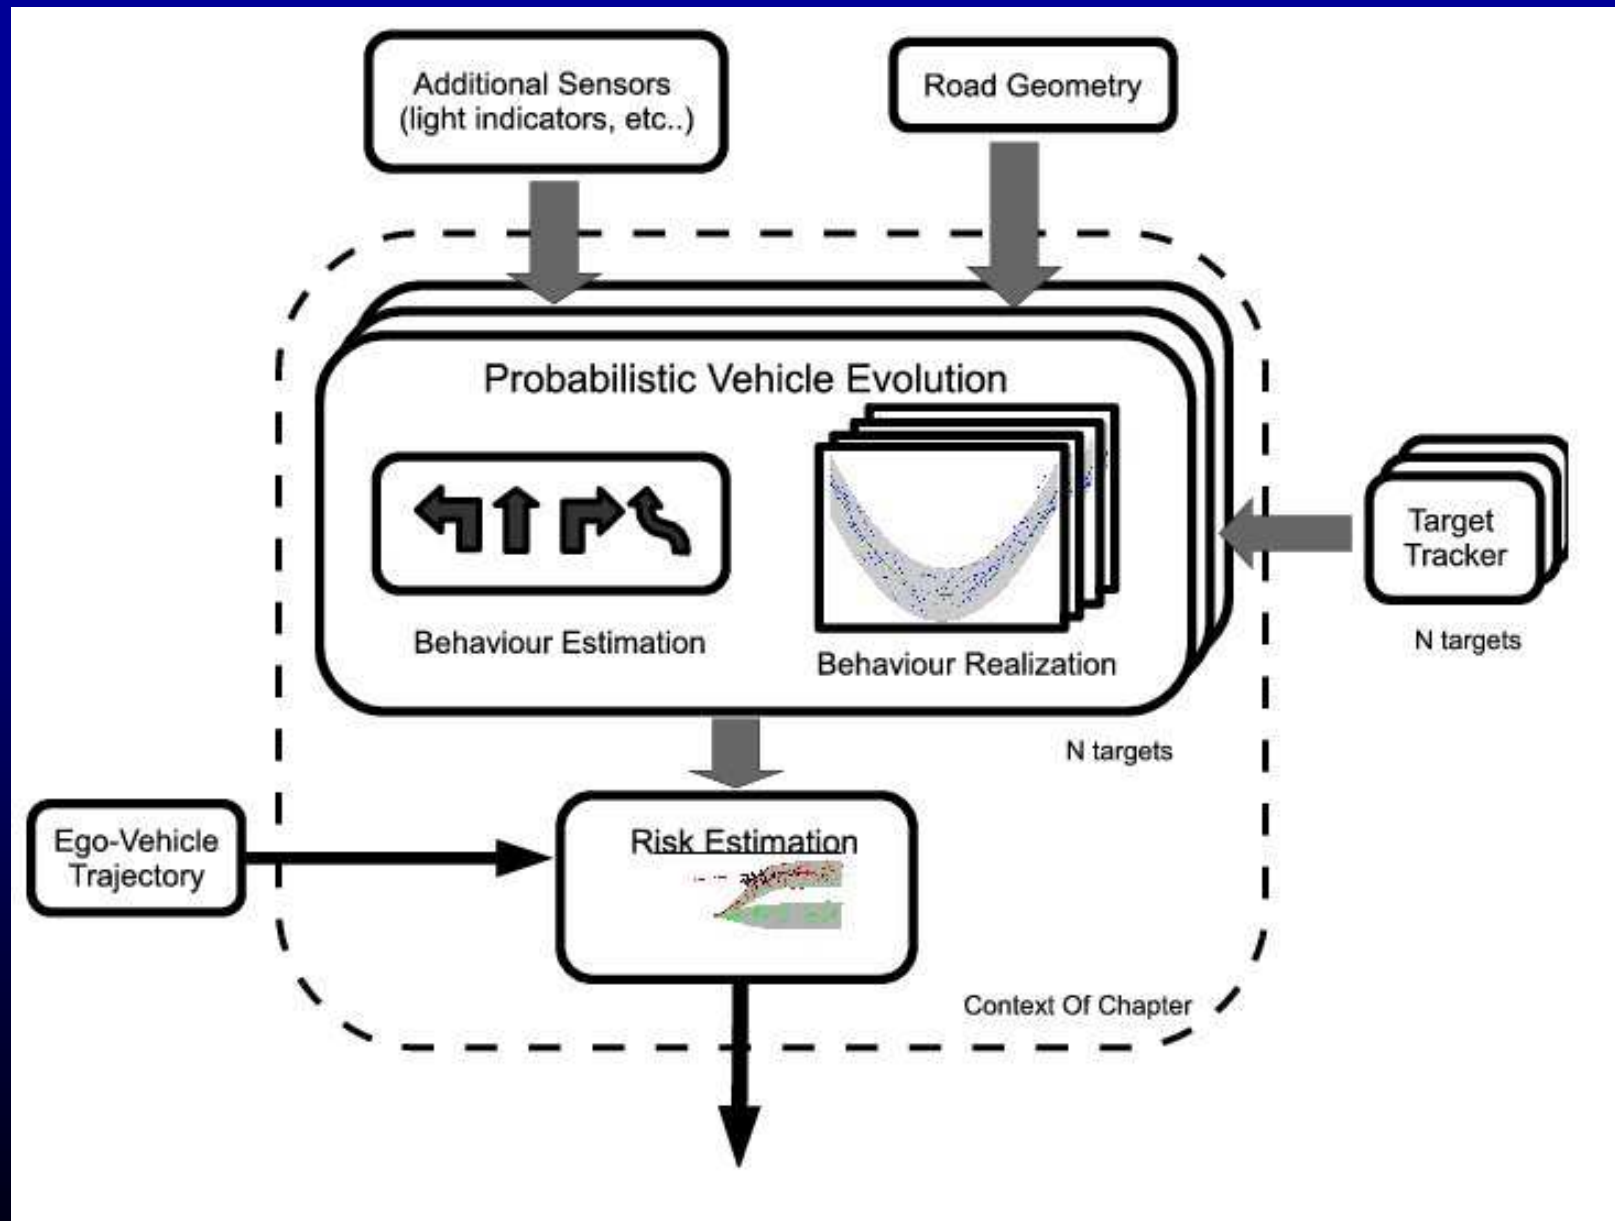 Additional Sensors
(light indicators, etc..)
Road Geometry
Probabilistic Vehicle Evolution
Behaviour Estimation
Behaviour Realization
Target
Tracker
N targets
N targets
Ego-Vehicle
Trajectory
Risk Estimation
Context Of Chapter